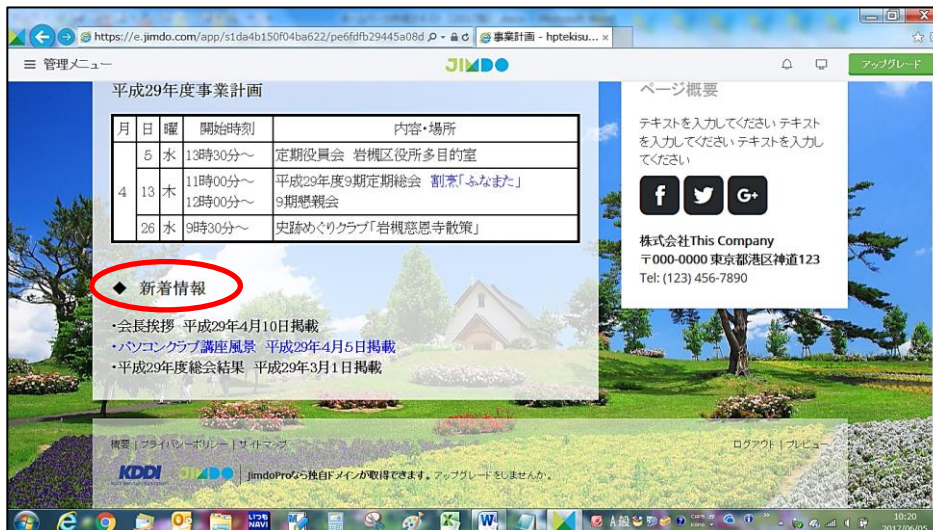 https://e.jimdo.com/app/s1da4b150f04ba622/pe6fdfb29445a08d
事業計画 - hptekisu...
管理メニュー
JIMDO
アップグレード
平成29年度事業計画
月 日 曜 開始時刻 内容・場所
4
5 水 13時30分～ 定期役員会 岩槻区役所多目的室
13 木 11時00分～ 平成29年度9期定期総会 割烹「ふなまた」
12時00分～ 9期懇親会
26 水 9時30分～ 史跡めぐりクラブ「岩槻慈恩寺散策」
◆ 新着情報
・会長挨拶 平成29年4月10日掲載
・パソコンクラブ講座風景 平成29年4月5日掲載
・平成29年度総会結果 平成29年3月1日掲載
ページ概要
テキストを入力してください テキスト
を入力してください テキストを入力し
てください
f G+
株式会社This Company
〒000-0000 東京都港区神道123
Tel: (123) 456-7890
概要 | プライバシーポリシー | サイトマップ
ログアウト | プレビュー
KDDI JIMDO JimdoProなら独自ドメインが取得できます。アップグレードをしませんか。
いつも
NAVI
A 般
CAPS
KANA
10:20
2017/06/05